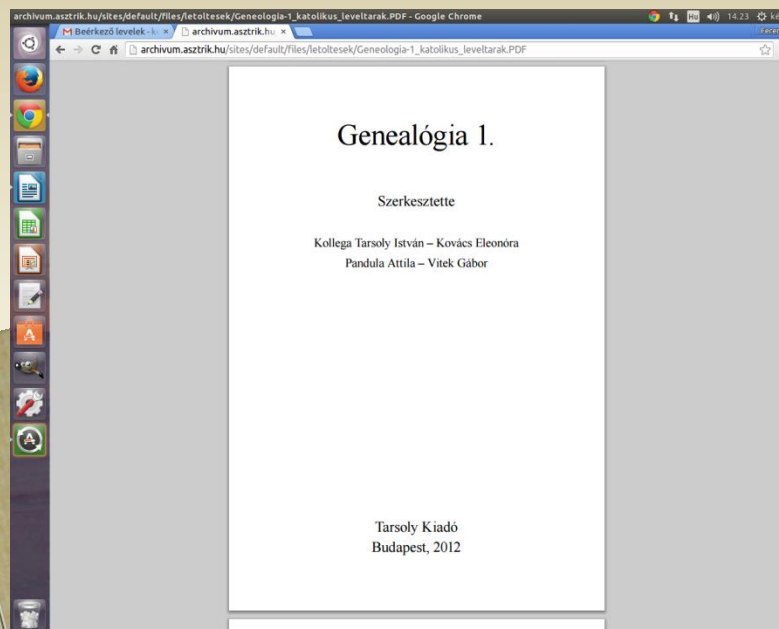 archivum.asztrik.hu/sites/default/files/letoltesek/Geneologia-1_katolikus_leveltarak.PDF - Google Chrome
Hu
14.23
Beérkező levelek -
archivum.asztrik.hu
archivum.asztrik.hu/sites/default/files/letoltesek/Geneologia-1_katolikus_leveltarak.PDF
Genealógia 1.
Szerkesztette
Kollega Tarsoly István – Kovács Eleonóra
Pandula Attila – Vitek Gábor
Tarsoly Kiadó
Budapest, 2012